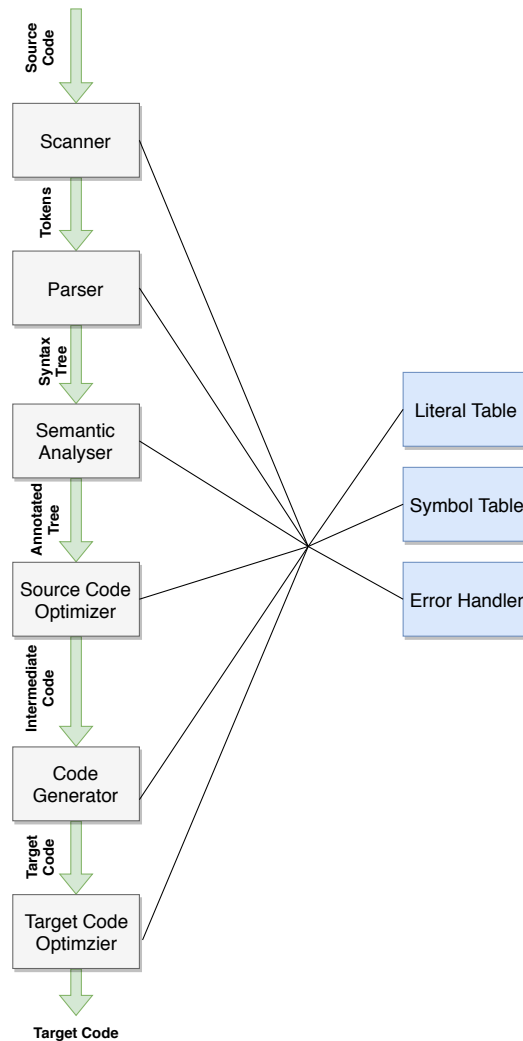 Source
Code
Scanner
Tokens
Parser
Syntax
Tree
Literal Table
Semantic
Analyser
Symbol Table
Annotated
Tree
Source Code
Optimizer
Error Handler
Intermediate
Code
Code
Generator
Target
Code
Target Code
Optimzier
Target Code